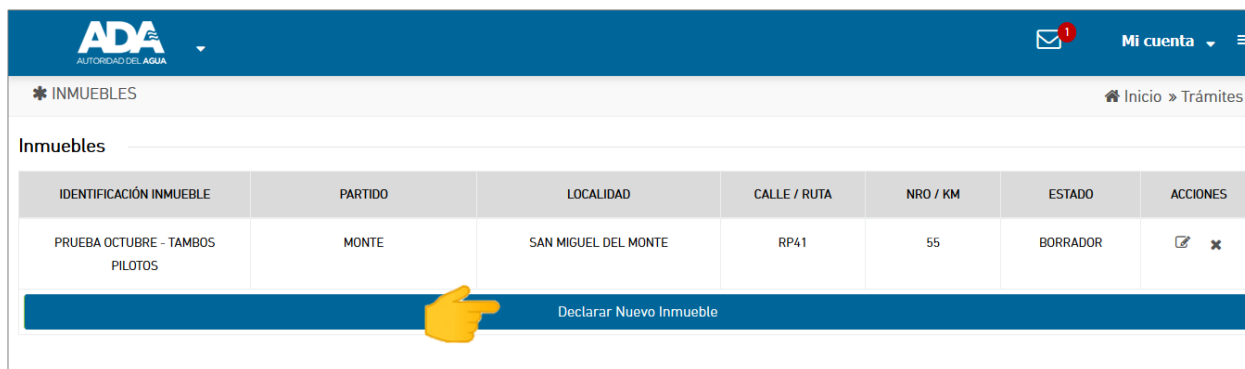 ADA
AUTORIDAD DEL AGUA
1
Mi cuenta
INMUEBLES
Inicio » Trámites
Inmuebles
IDENTIFICACIÓN INMUEBLE PARTIDO LOCALIDAD CALLE / RUTA NRO / KM ESTADO ACCIONES
PRUEBA OCTUBRE - TAMBOS MONTE SAN MIGUEL DEL MONTE RP41 55 BORRADOR
PILOTOS
Declarar Nuevo Inmueble